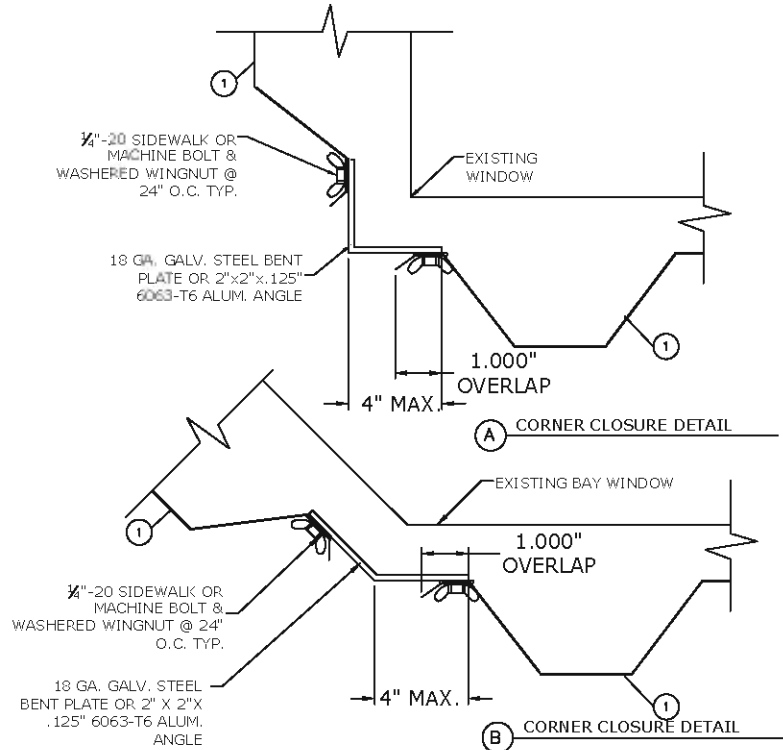 1
¼"-20 SIDEWALK OR
MACHINE BOLT &
WASHERED WINGNUT @
24" O.C. TYP.
EXISTING
WINDOW
18 GA. GALV. STEEL BENT
PLATE OR 2"x2"x.125"
6063-T6 ALUM. ANGLE
1
1.000"
OVERLAP
4" MAX.
A CORNER CLOSURE DETAIL
EXISTING BAY WINDOW
1
1.000"
OVERLAP
¼"-20 SIDEWALK OR
MACHINE BOLT &
WASHERED WINGNUT @ 24"
O.C. TYP.
18 GA. GALV. STEEL
BENT PLATE OR 2" X 2"X
.125" 6063-T6 ALUM.
ANGLE
4" MAX.
1
B CORNER CLOSURE DETAIL